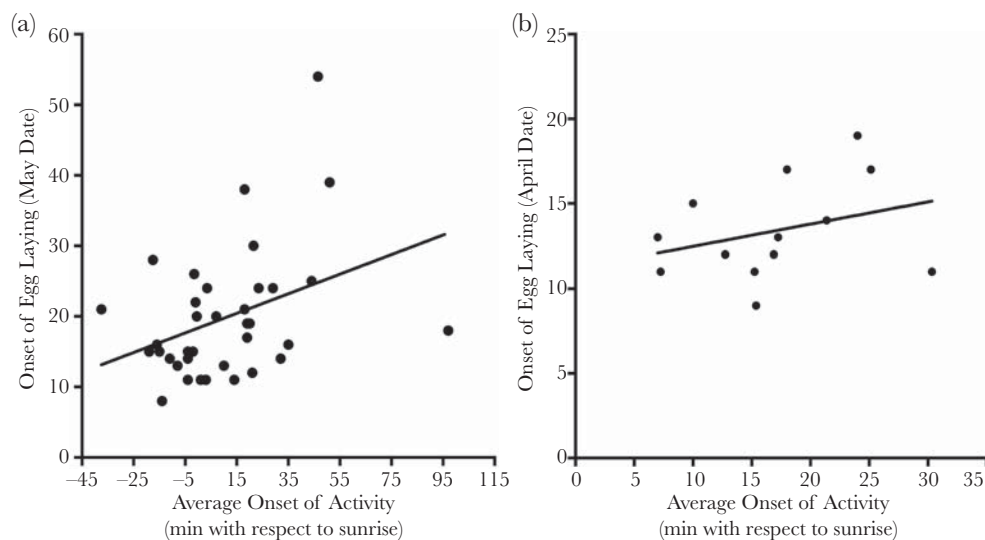 (a)
60
50
40
30
20
10
0
Onset of Egg Laying (May Date)
–45 –25 –5 15 35 55 75 95 115
Average Onset of Activity
(min with respect to sunrise)
(b)
25
20
15
10
5
0
Onset of Egg Laying (April Date)
0 5 10 15 20 25 30 35
Average Onset of Activity
(min with respect to sunrise)